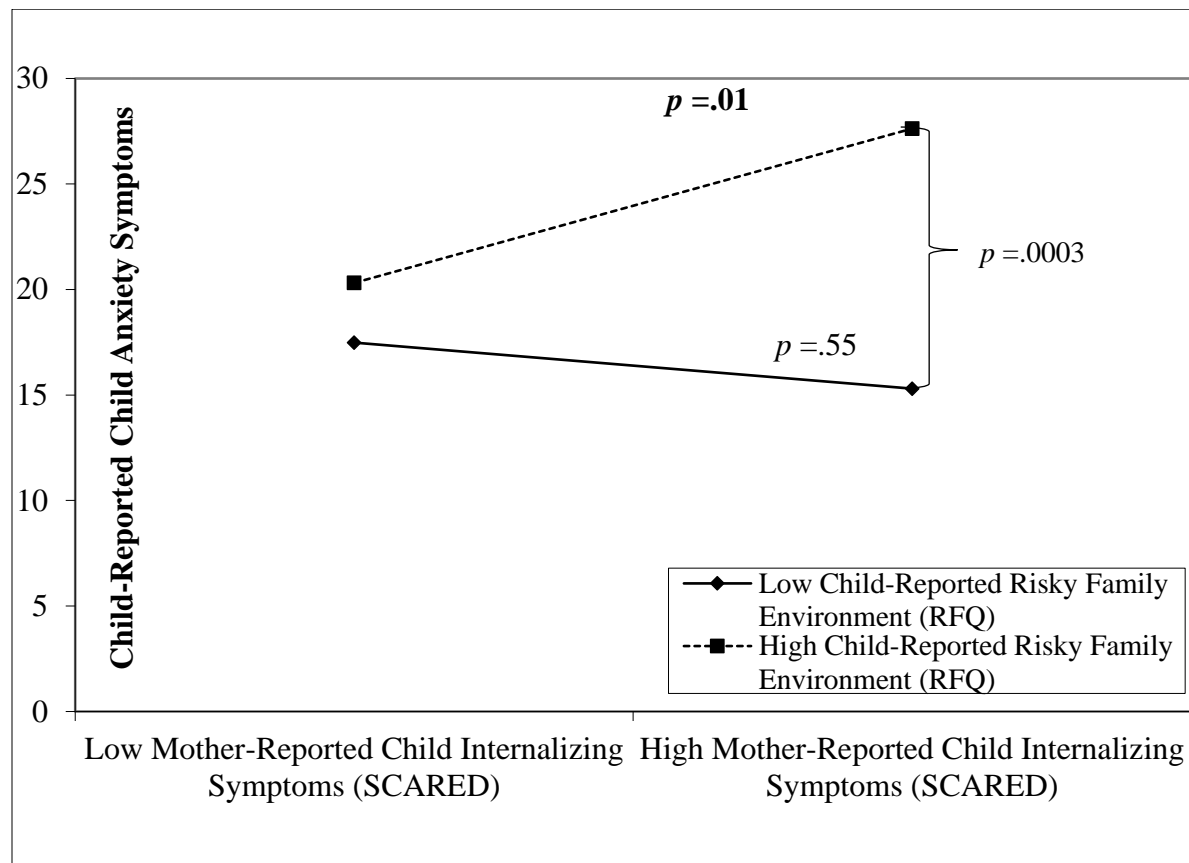 30
25
20
15
10
5
0
Child-Reported Child Anxiety Symptoms
p =.01
p =.0003
p =.55
Low Child-Reported Risky Family
Environment (RFQ)
High Child-Reported Risky Family
Environment (RFQ)
Low Mother-Reported Child Internalizing
Symptoms (SCARED)
High Mother-Reported Child Internalizing
Symptoms (SCARED)